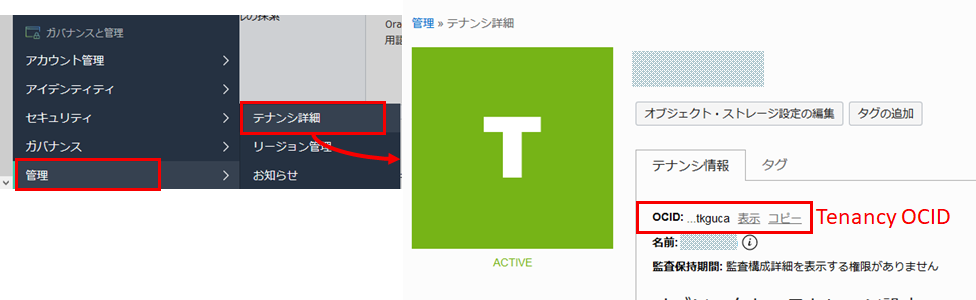 の探索
Ora
用語
ガバナンスと管理
アカウント管理
アイデンティティ
セキュリティ
ガバナンス
管理
テナンシ詳細
リージョン管理
お知らせ
管理 » テナンシ詳細
T
ACTIVE
オブジェクト・ストレージ設定の編集
タグの追加
テナンシ情報
タグ
OCID: ...tkguca 表示 コピー
Tenancy OCID
名前:
監査保持期間: 監査構成詳細を表示する権限がありません